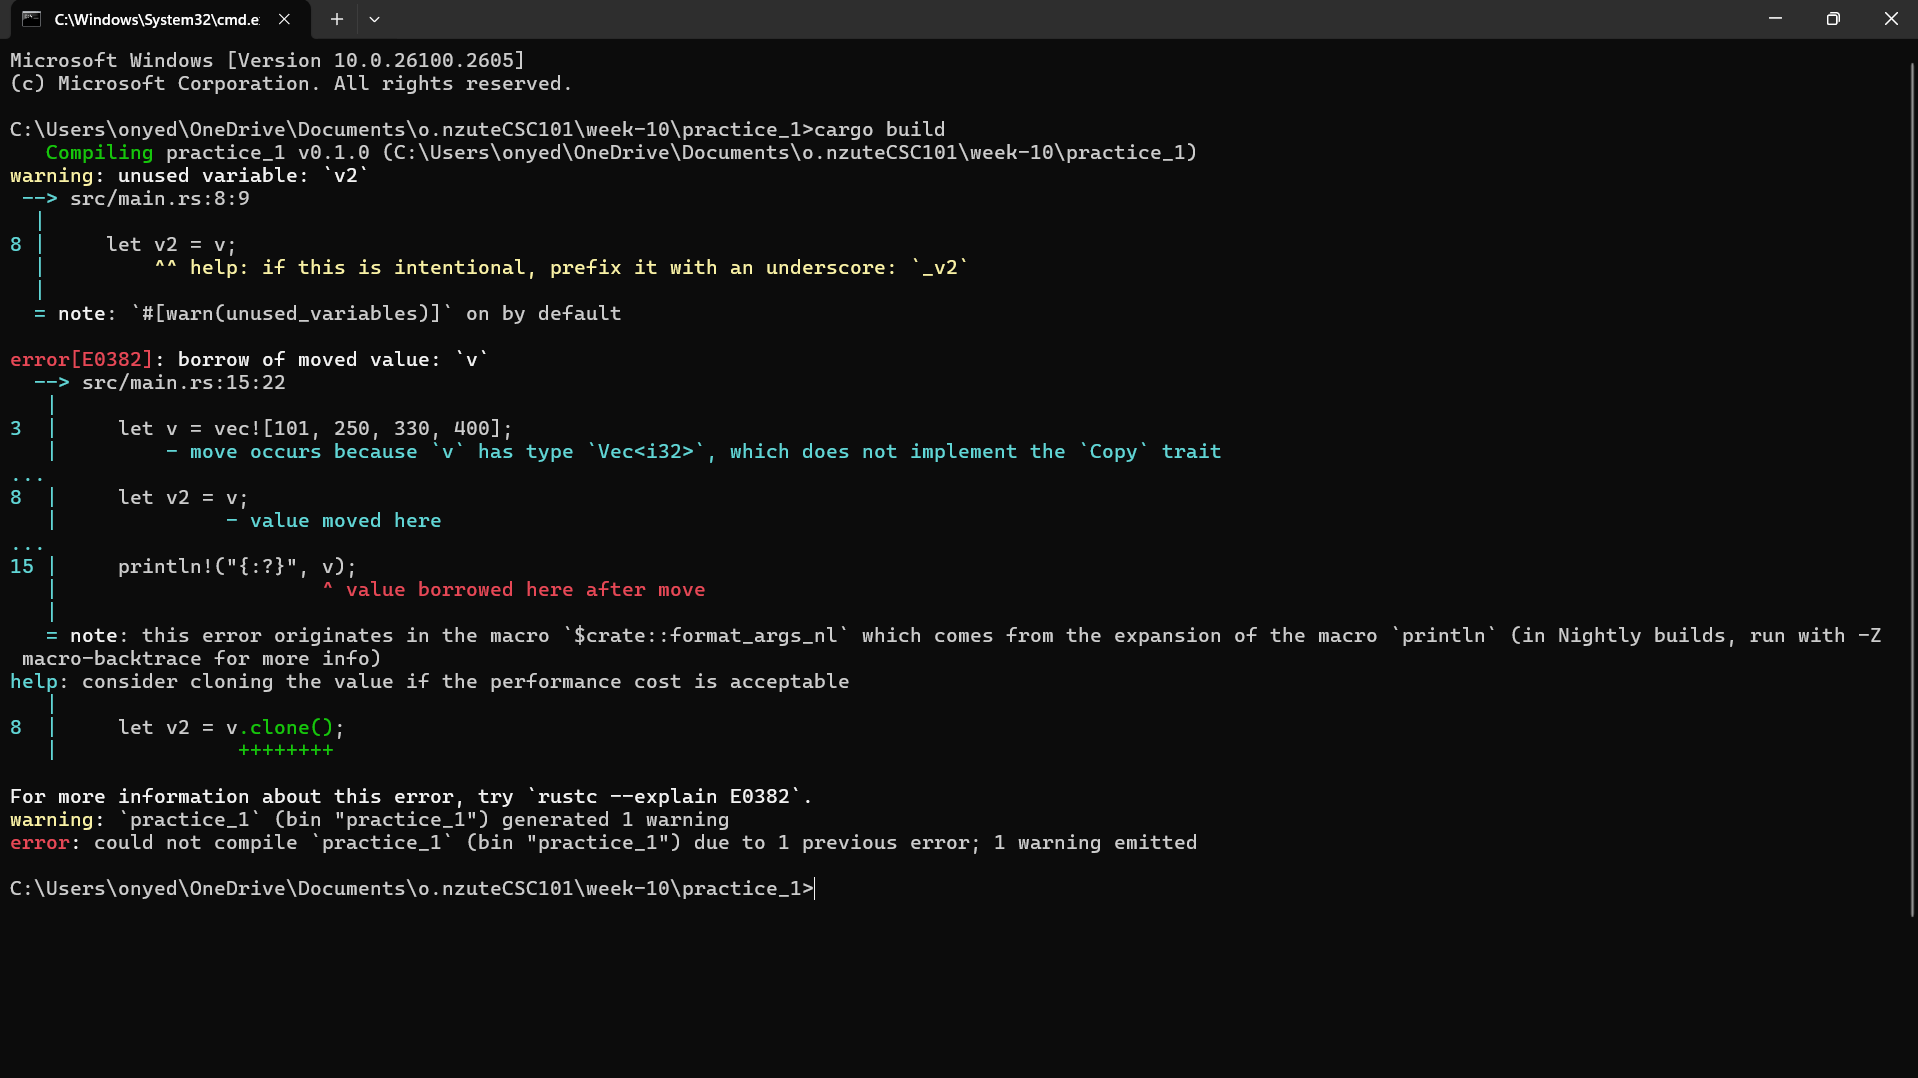 C:\Windows\System32\cmd.e
Microsoft Windows [Version 10.0.26100.2605]
(c) Microsoft Corporation. All rights reserved.
C:\Users\onyed\OneDrive\Documents\o.nzuteCSC101\week-10\practice_1>cargo build
   Compiling practice_1 v0.1.0 (C:\Users\onyed\OneDrive\Documents\o.nzuteCSC101\week-10\practice_1)
warning: unused variable: `v2`
 --> src/main.rs:8:9
  |
8 |     let v2 = v;
  |         ^^ help: if this is intentional, prefix it with an underscore: `_v2`
  |
  = note: `#[warn(unused_variables)]` on by default
error[E0382]: borrow of moved value: `v`
  --> src/main.rs:15:22
   |
3  |     let v = vec![101, 250, 330, 400];
   |         - move occurs because `v` has type `Vec<i32>`, which does not implement the `Copy` trait
...
8  |     let v2 = v;
   |              - value moved here
...
15 |     println!("{:?}", v);
   |                      ^ value borrowed here after move
   |
   = note: this error originates in the macro `$crate::format_args_nl` which comes from the expansion of the macro `println` (in Nightly builds, run with -Z
 macro-backtrace for more info)
help: consider cloning the value if the performance cost is acceptable
   |
8  |     let v2 = v.clone();
   |               ++++++++
For more information about this error, try `rustc --explain E0382`.
warning: `practice_1` (bin "practice_1") generated 1 warning
error: could not compile `practice_1` (bin "practice_1") due to 1 previous error; 1 warning emitted
C:\Users\onyed\OneDrive\Documents\o.nzuteCSC101\week-10\practice_1>